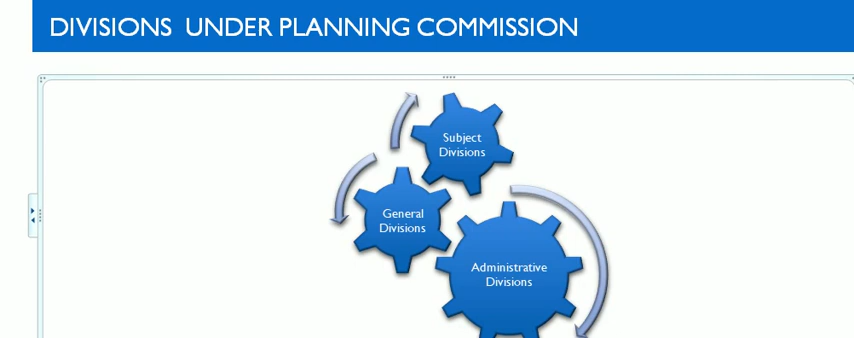 DIVISIONS  UNDER PLANNING COMMISSION
Subject
Divisions
General
Divisions
Administrative
Divisions